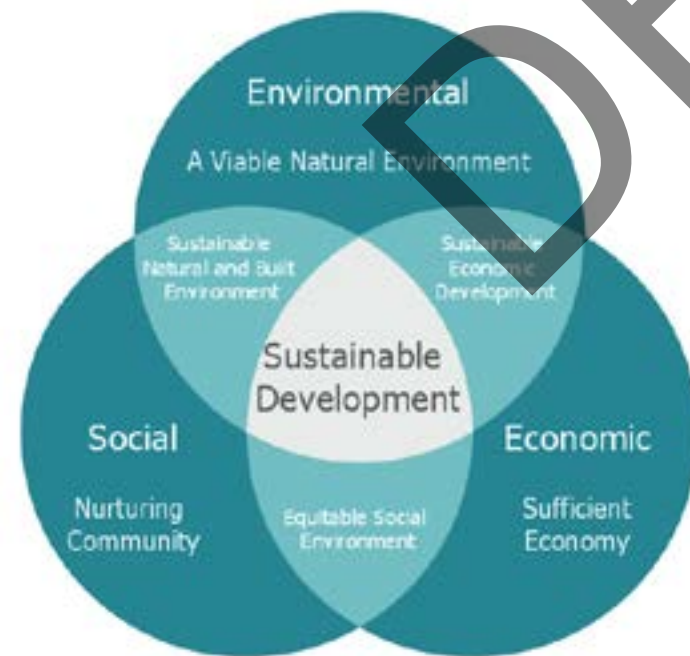 Environmental
A Viable Natural Environment
Sustainable
Natural and Built
Environment
Sustainable
Economic
Development
Sustainable
Development
Social
Nurturing
Community
Economic
Sufficient
Economy
Equitable Social
Environment